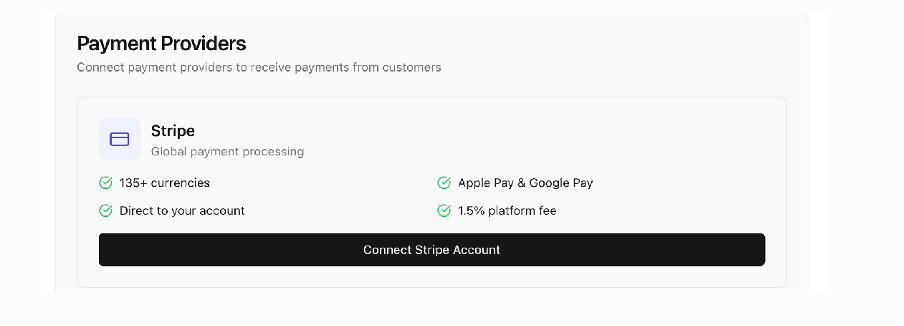 Payment Providers
Connect payment providers to receive payments from customers
Stripe
Global payment processing
135+ currencies
Apple Pay & Google Pay
Direct to your account
1.5% platform fee
Connect Stripe Account